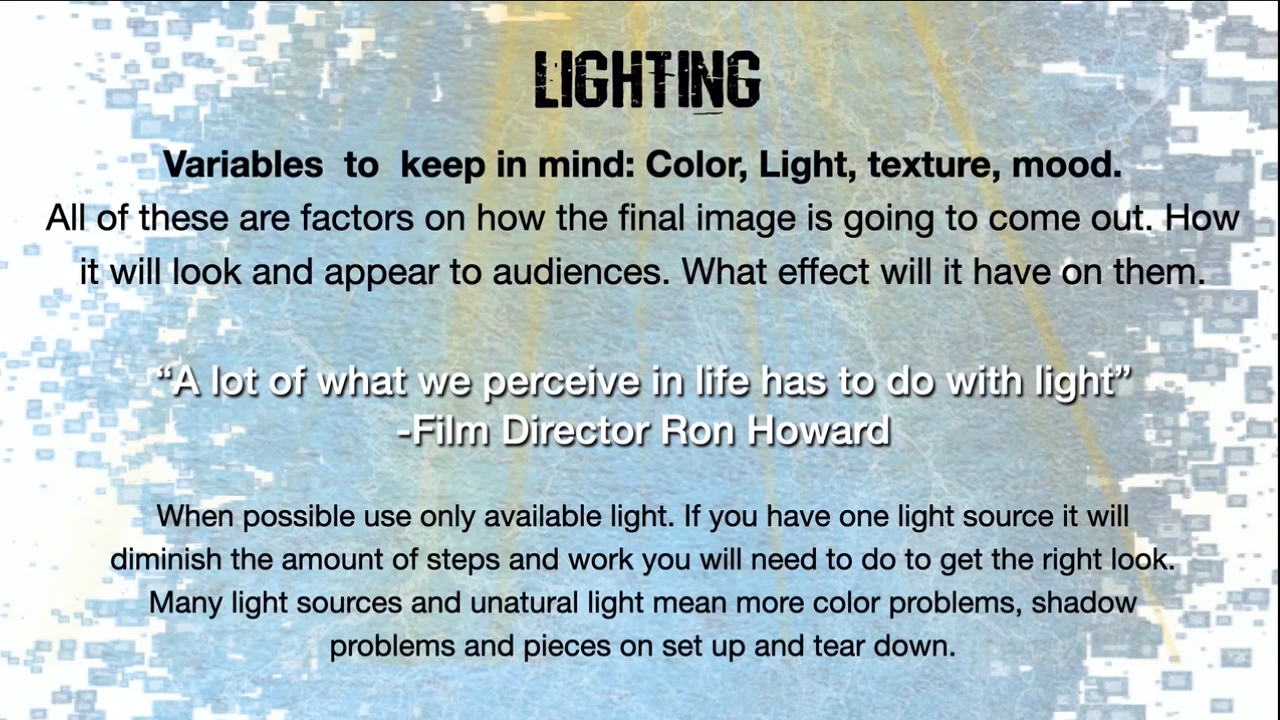 LIGHTING
Variables to keep in mind: Color, Light, texture, mood.
All of these are factors on how the final image is going to come out. How
it will look and appear to audiences. What effect will it have on them.
“A lot of what we perceive in life has to do with light”
-Film Director Ron Howard
When possible use only available light. If you have one light source it will
diminish the amount of steps and work you will need to do to get the right look.
Many light sources and unatural light mean more color problems, shadow
problems and pieces on set up and tear down.